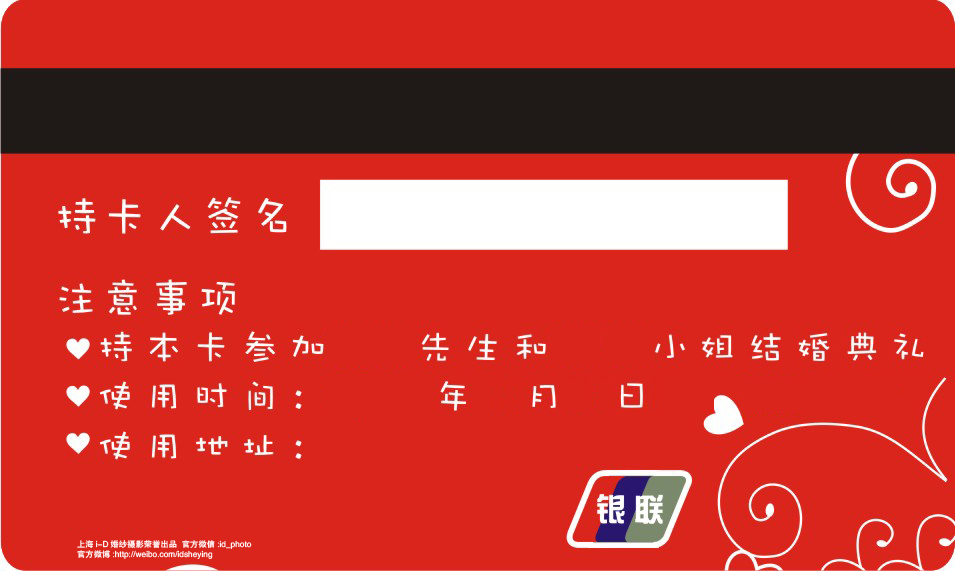 持卡人签名
注意事项
持本卡参加 先生和 小姐结婚典礼
使用时间： 年 月 日
使用地址：
银联
上海i-D婚纱摄影荣誉出品 官方微信:id_photo
官方微博:http://weibo.com/idsheying